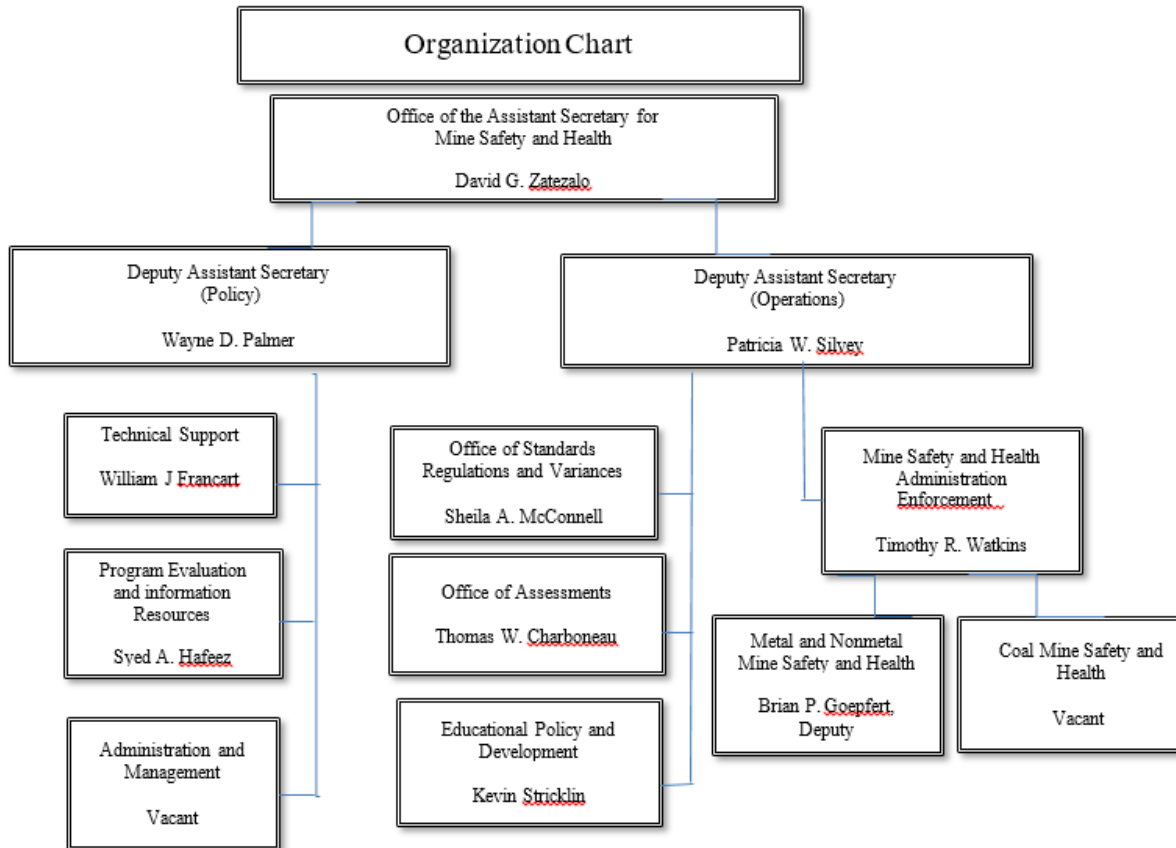 Organization Chart
Office of the Assistant Secretary for
Mine Safety and Health
David G. Zatezalo
Deputy Assistant Secretary
(Policy)
Wayne D. Palmer
Deputy Assistant Secretary
(Operations)
Patricia W. Silvey
Technical Support
William J Francart
Program Evaluation
and information
Resources
Syed A. Hafeez
Administration and
Management
Vacant
Office of Standards
Regulations and Variances
Sheila A. McConnell
Office of Assessments
Thomas W. Charboneau
Educational Policy and
Development
Kevin Stricklin
Mine Safety and Health
Administration
Enforcement
Timothy R. Watkins
Metal and Nonmetal
Mine Safety and Health
Brian P. Goepfert,
Deputy
Coal Mine Safety and
Health
Vacant